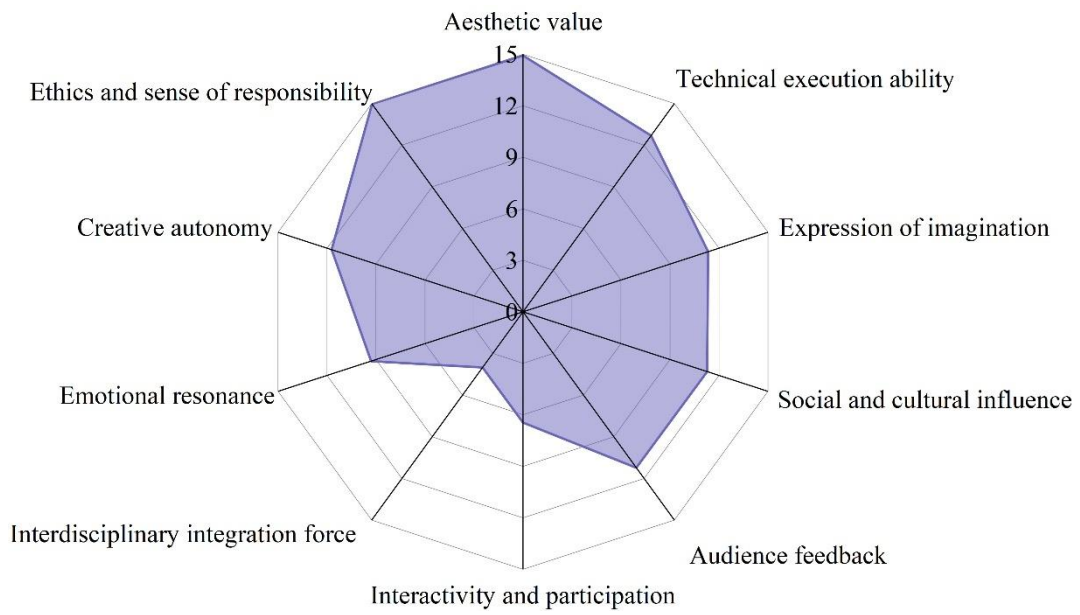 Aesthetic value
15
Technical execution ability
Ethics and sense of responsibility
12
9
Creative autonomy
Expression of imagination
6
3
0
Emotional resonance
Social and cultural influence
Interdisciplinary integration force
Audience feedback
Interactivity and participation